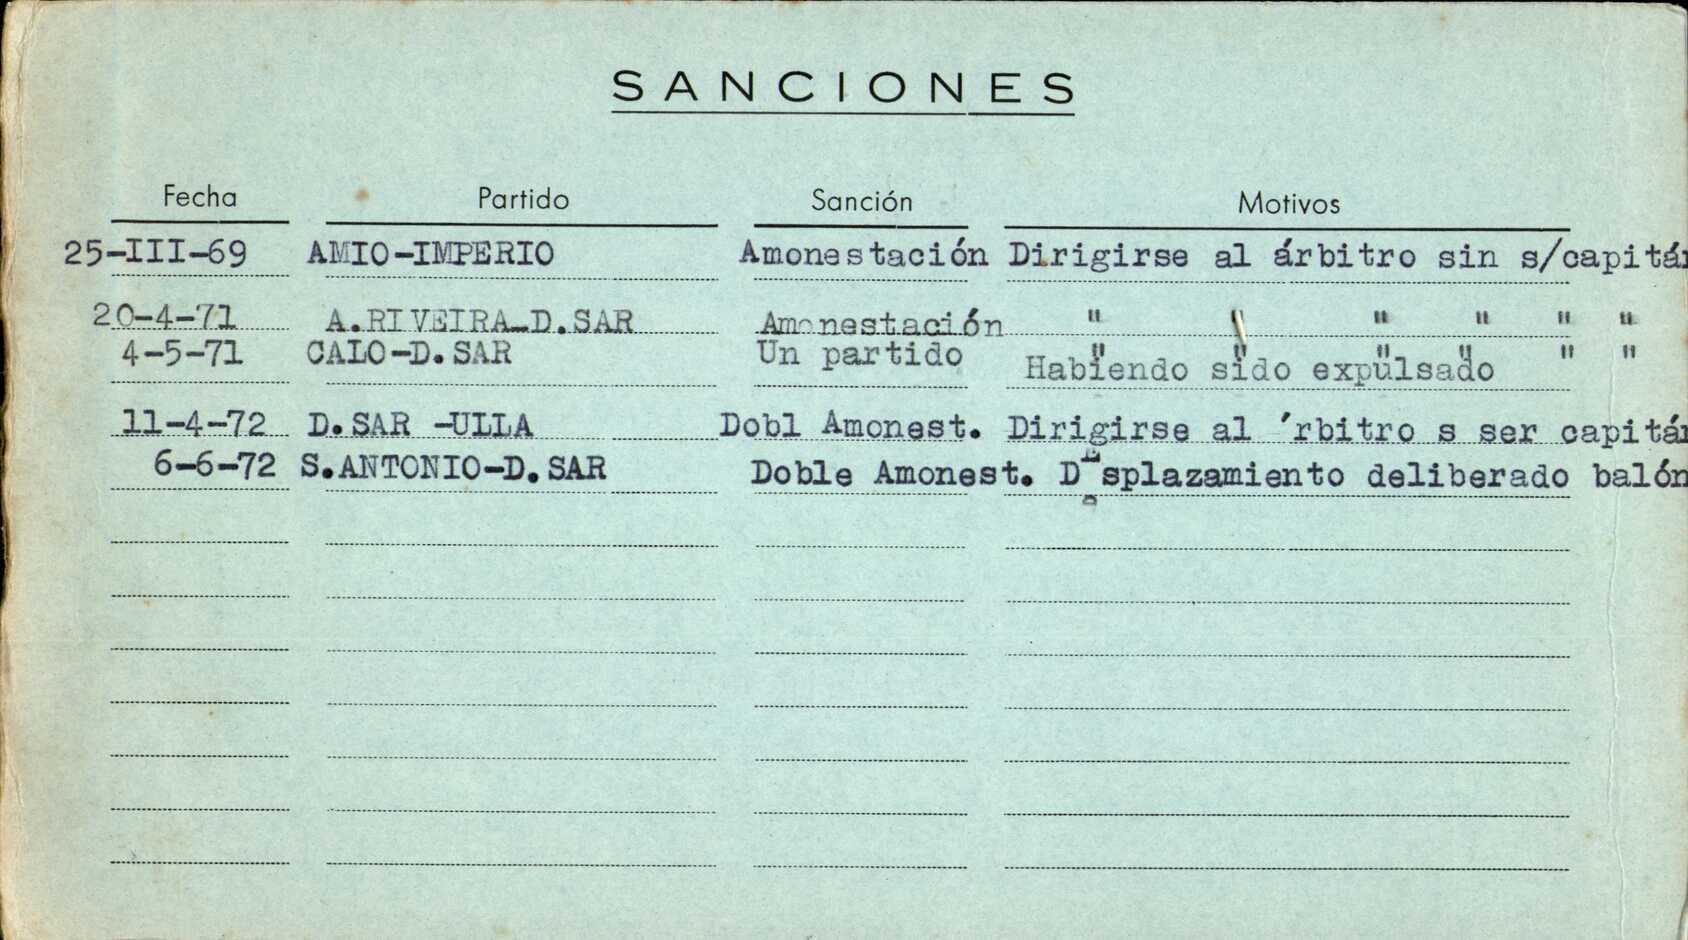 SANCIONES
Fecha Partido Sanción Motivos
25-III-69 AMIO-IMPERIO Amonestación Dirigirse al árbitro sin s/capitán
20-4-71 A.RIVEIRA-D.SAR Amonestación " " " " " "
4-5-71 CALO-D.SAR Un partido " " " " " "
Habiendo sido expulsado
11-4-72 D.SAR -ULLA Dobl Amonest. Dirigirse al ´rbitro s ser capitán
6-6-72 S.ANTONIO-D.SAR Doble Amonest. Desplazamiento deliberado balón